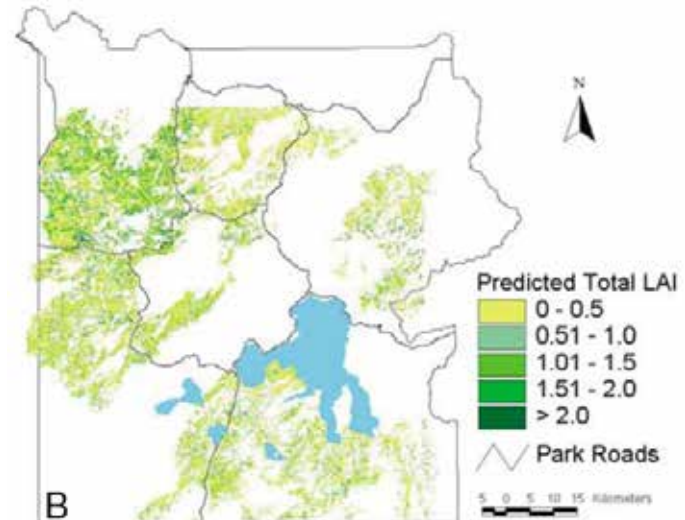 N
Predicted Total LAI
0 - 0.5
0.51 - 1.0
1.01 - 1.5
1.51 - 2.0
> 2.0
Park Roads
5 0 5 10 15 Kilometers
B